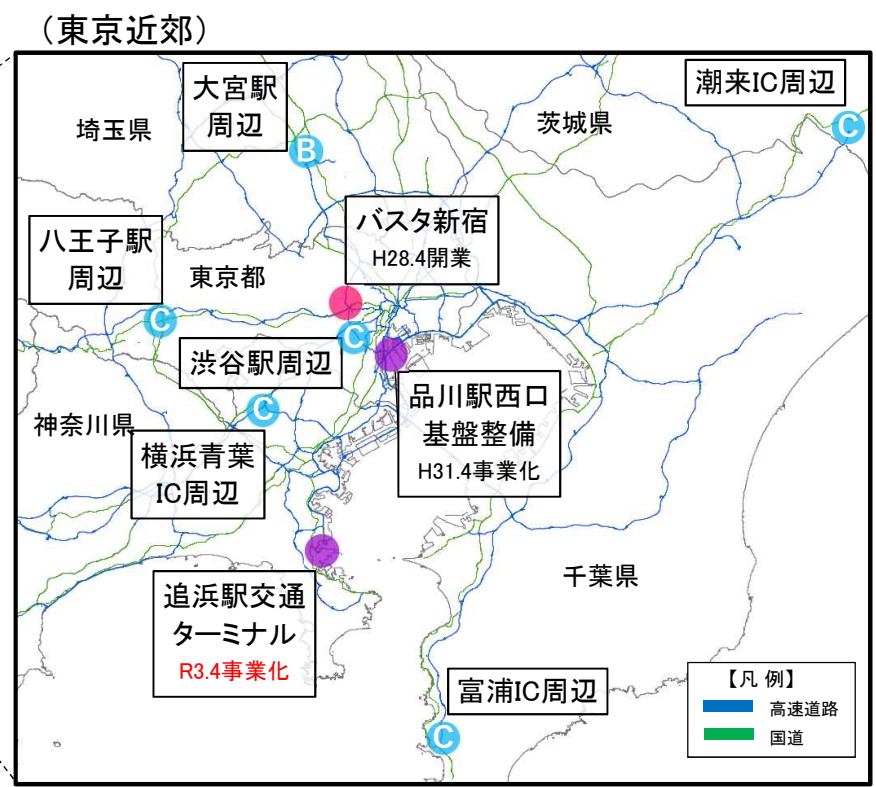 （東京近郊）
大宮駅
周辺
B
埼玉県
茨城県
潮来IC周辺
C
八王子駅
周辺
C
東京都
バスタ新宿
H28.4開業
渋谷駅周辺
C
品川駅西口
基盤整備
H31.4事業化
神奈川県
C
横浜青葉
IC周辺
追浜駅交通
ターミナル
R3.4事業化
千葉県
富浦IC周辺
C
【凡 例】
高速道路
国道